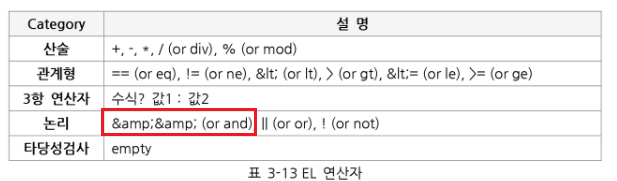 Category 설 명
산술 +, -, *, / (or div), % (or mod)
관계형 == (or eq), != (or ne), &lt; (or lt), > (or gt), &lt;= (or le), >= (or ge)
3항 연산자 수식? 값1 : 값2
논리 &amp;&amp; (or and) || (or or), ! (or not)
타당성검사 empty
표 3-13 EL 연산자